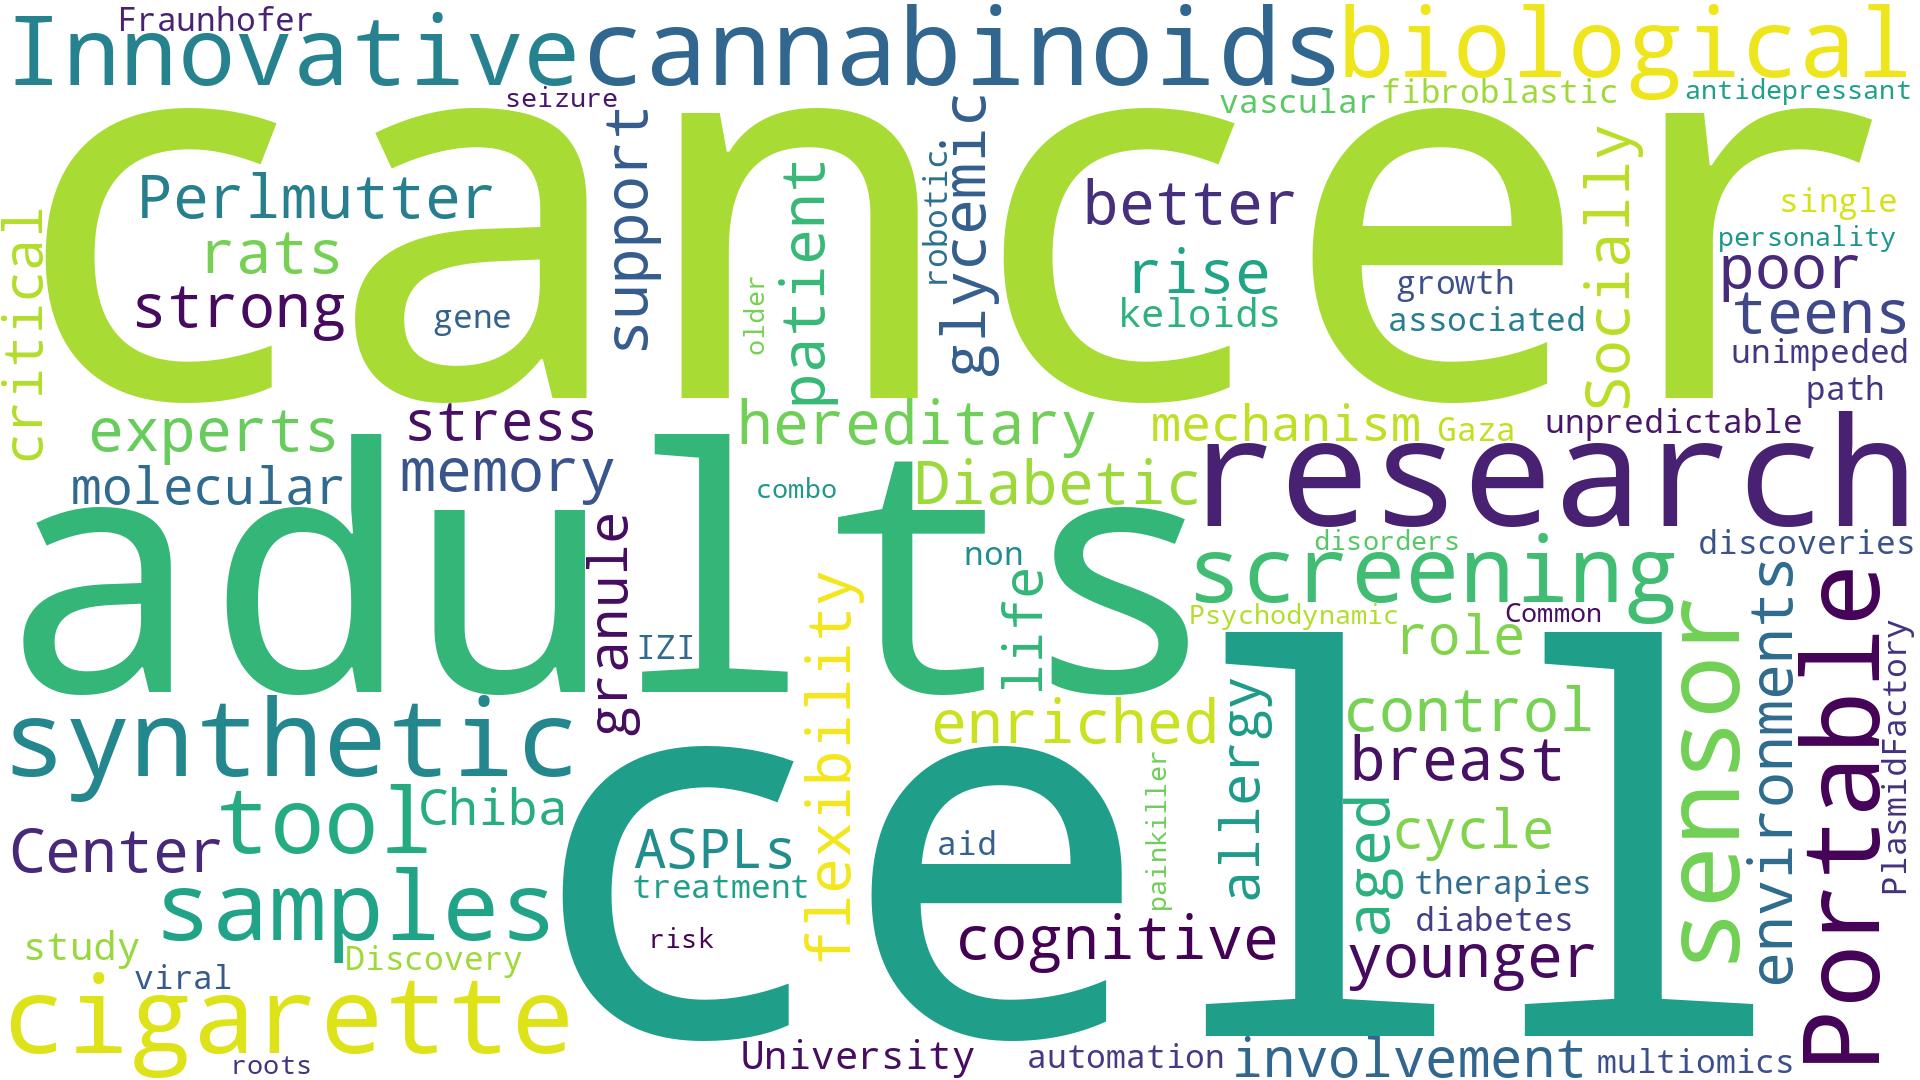 Fraunhofer
Innovative
cannabinoids
biological
seizure
vascular
fibroblastic
antidepressant
cancer
support
glycemic
robotic
Socially
critical
Perlmutter
rats
strong
gene
older
patient
better
rise
keloids
growth
associated
single
personality
poor
teens
unimpeded
path
experts
stress
hereditary
mechanism
Gaza
unpredictable
molecular
memory
combo
Diabetic
research
adults
granule
non
life
disorders
screening
discoveries
IZI
flexibility
Psychodynamic
Common
role
sensor
environments
Portable
PlasmidFactory
synthetic
enriched
allergy
control
breast
tool
Chiba
Center
cell
ASPLs
treatment
aid
painkiller
aged
cycle
therapies
diabetes
samples
risk
cognitive
younger
study
viral
Discovery
cigarette
roots
University
automation
involvement
multiomics